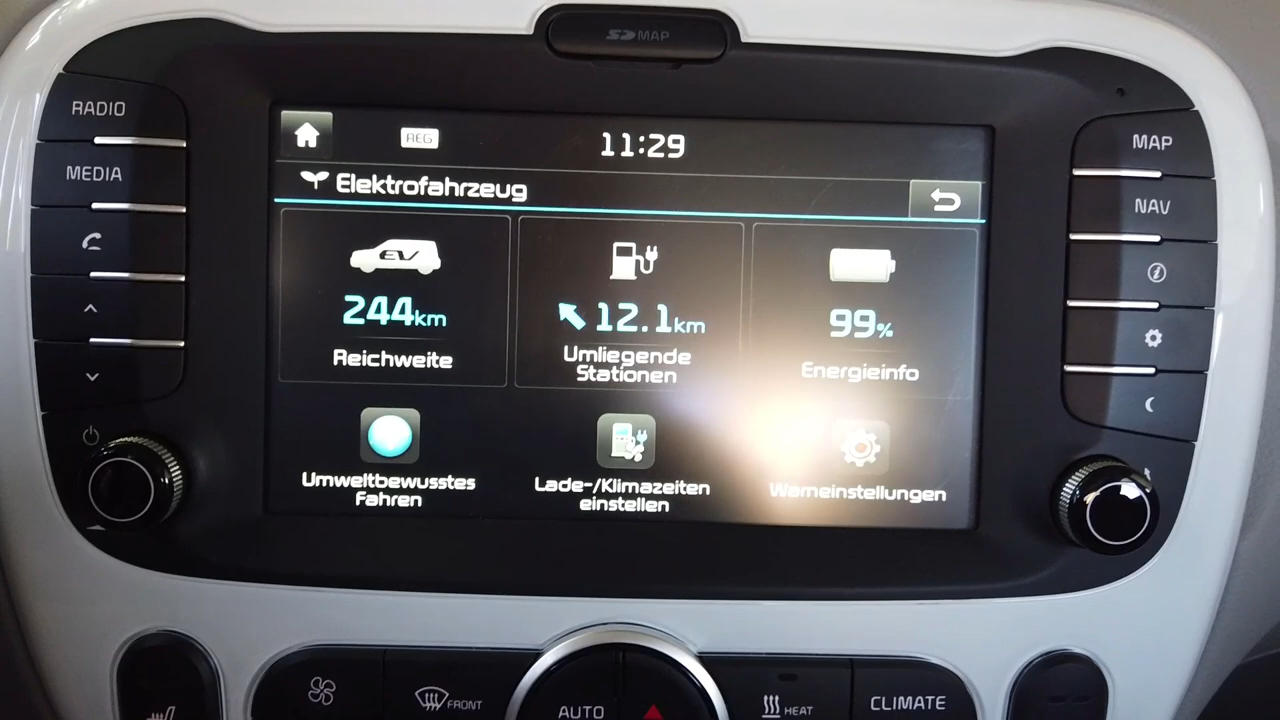 SD MAP
RADIO
MEDIA
MAP
NAV
REG
11:29
Elektrofahrzeug
EV
244km
Reichweite
12.1km
Umliegende
Stationen
99%
Energieinfo
Umweltbewusstes
Fahren
Lade-/Klimazeiten
einstellen
Warneinstellungen
FRONT
AUTO
HEAT
CLIMATE